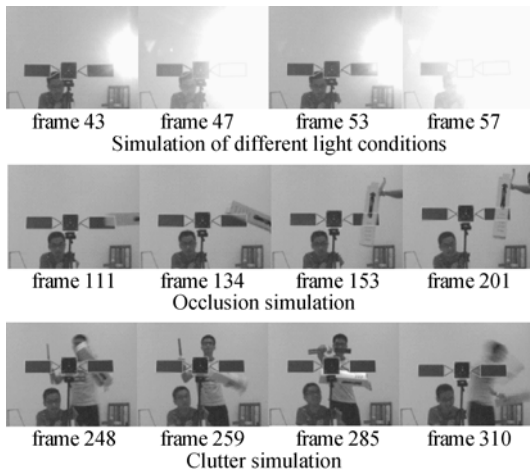 frame 43 frame 47 frame 53 frame 57
Simulation of different light conditions
frame 111 frame 134 frame 153 frame 201
Occlusion simulation
frame 248 frame 259 frame 285 frame 310
Clutter simulation